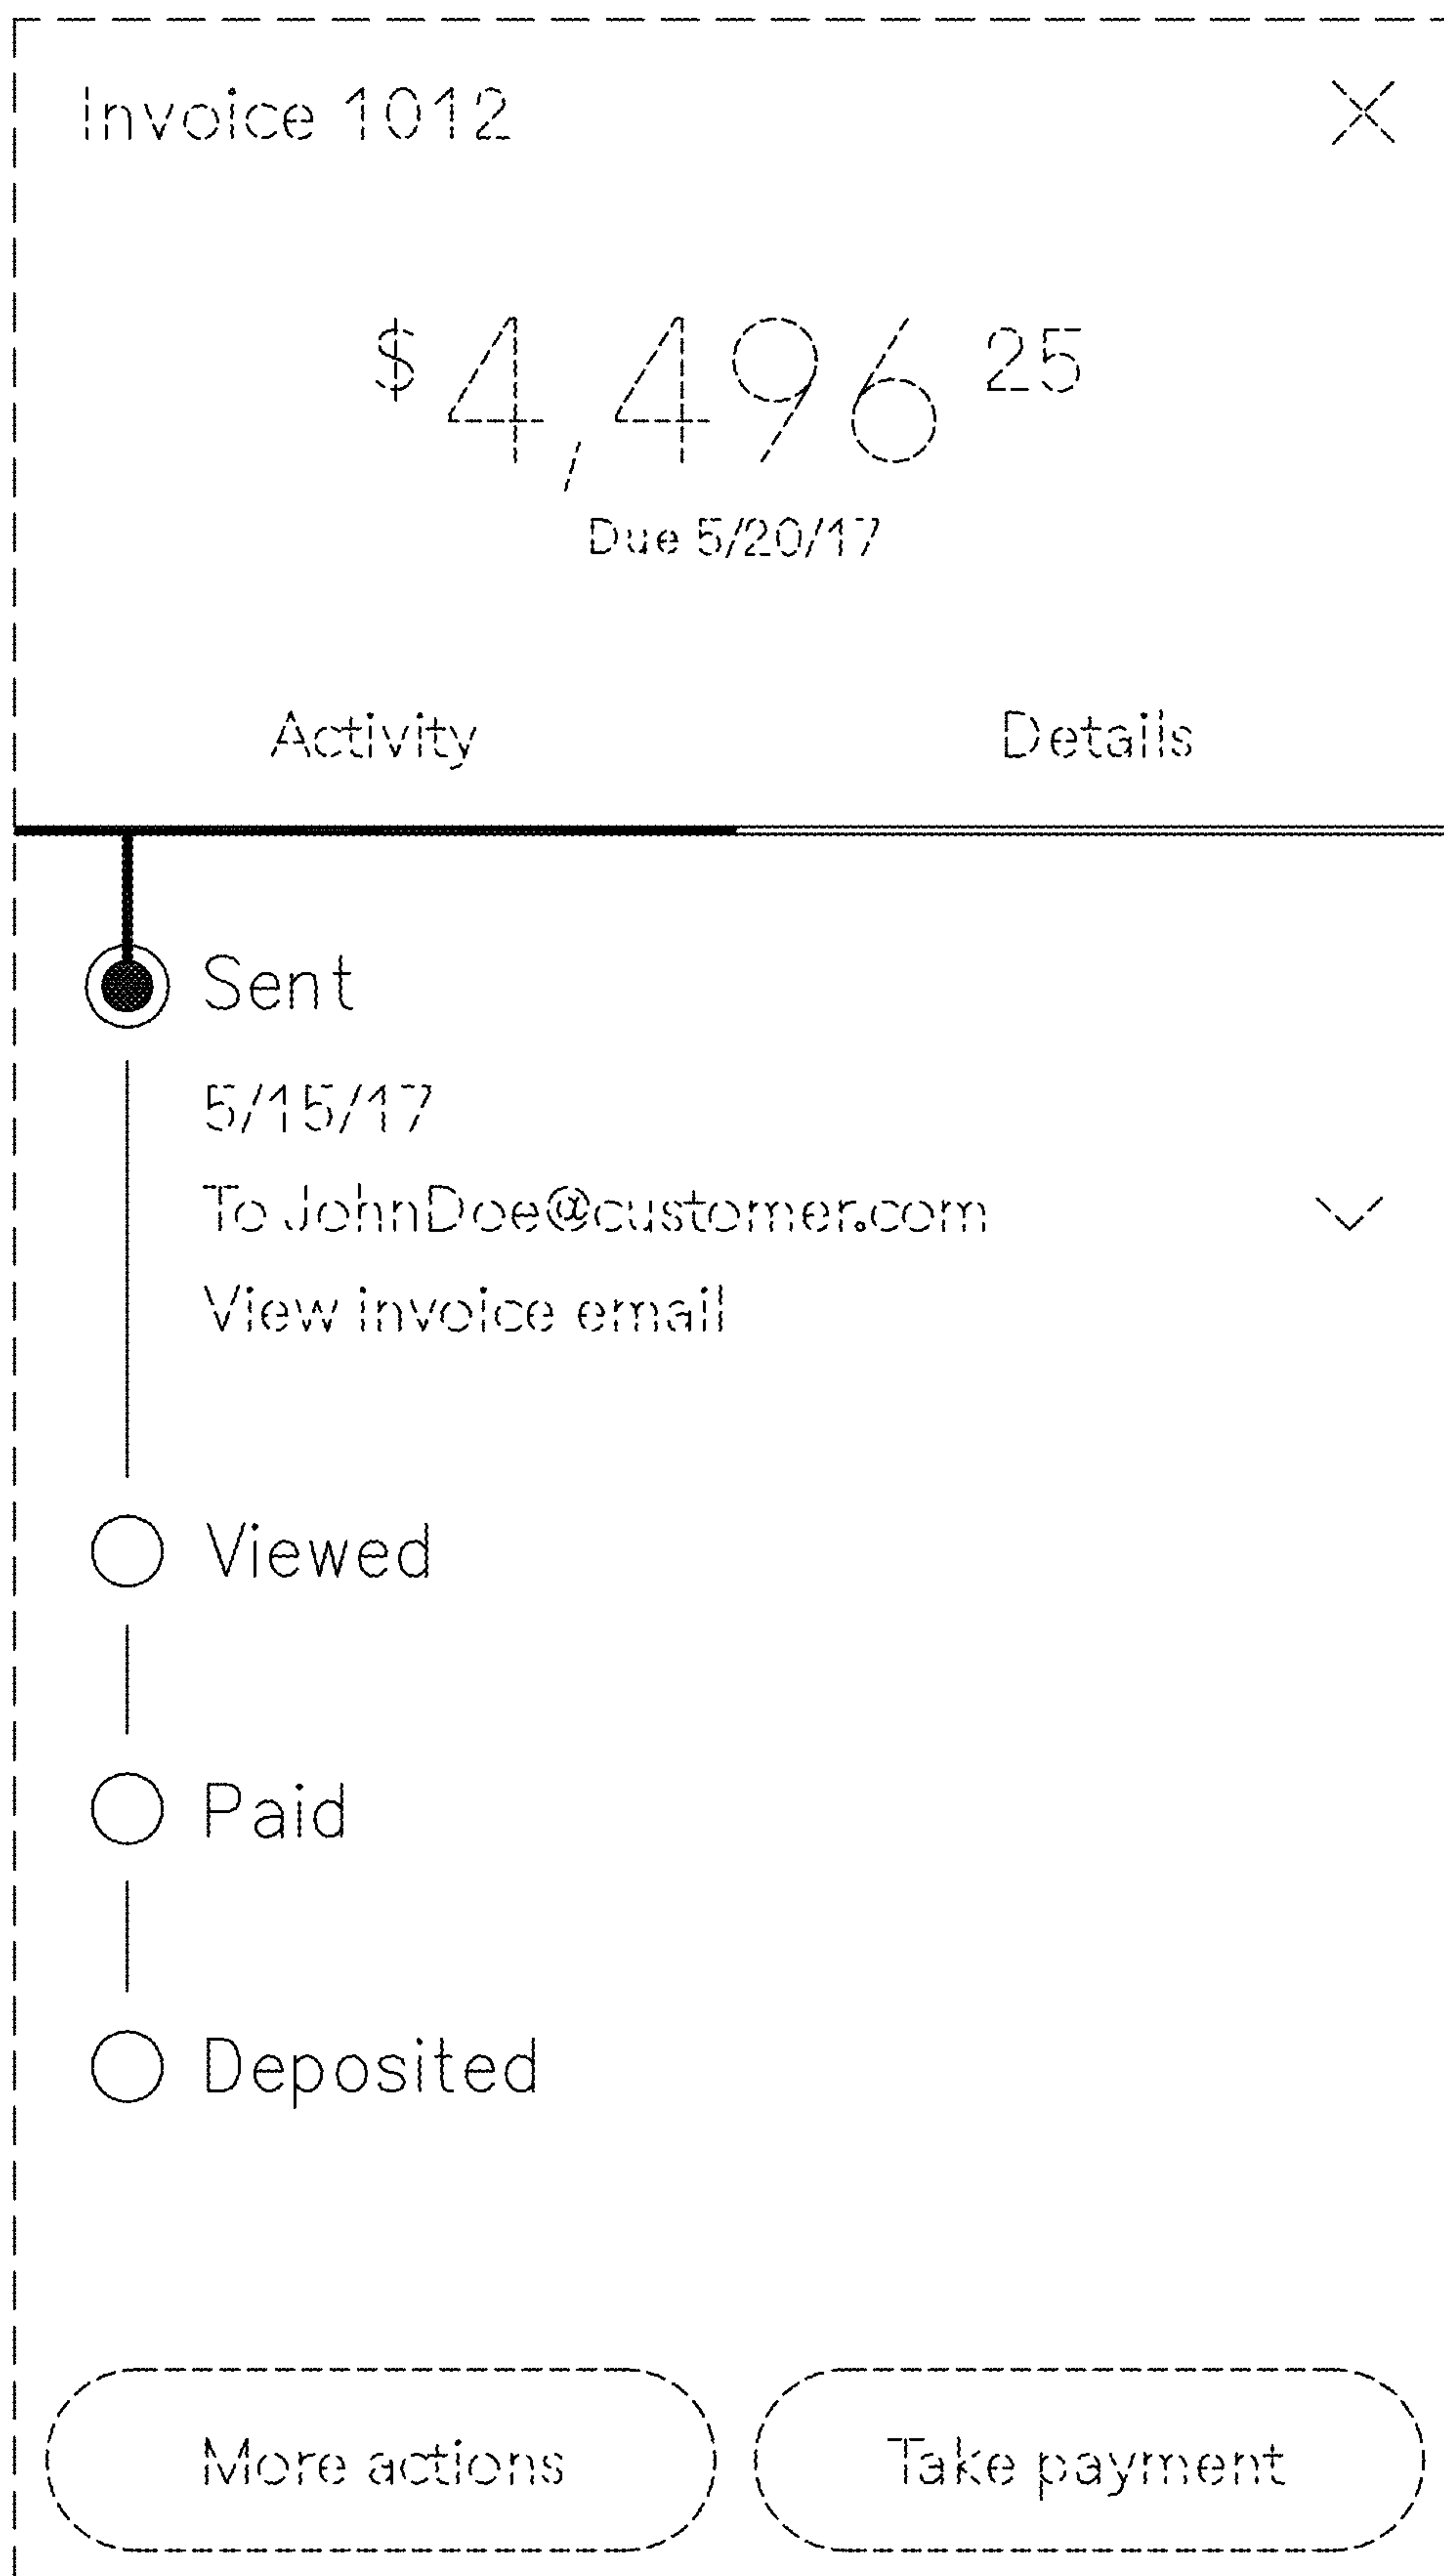 Invoice 1012
$4,496 25
Due 5/20/17
Activity Details
Sent
5/15/17
To JohnDoe@customer.com
View invoice email
Viewed
Paid
Deposited
More actions Take payment